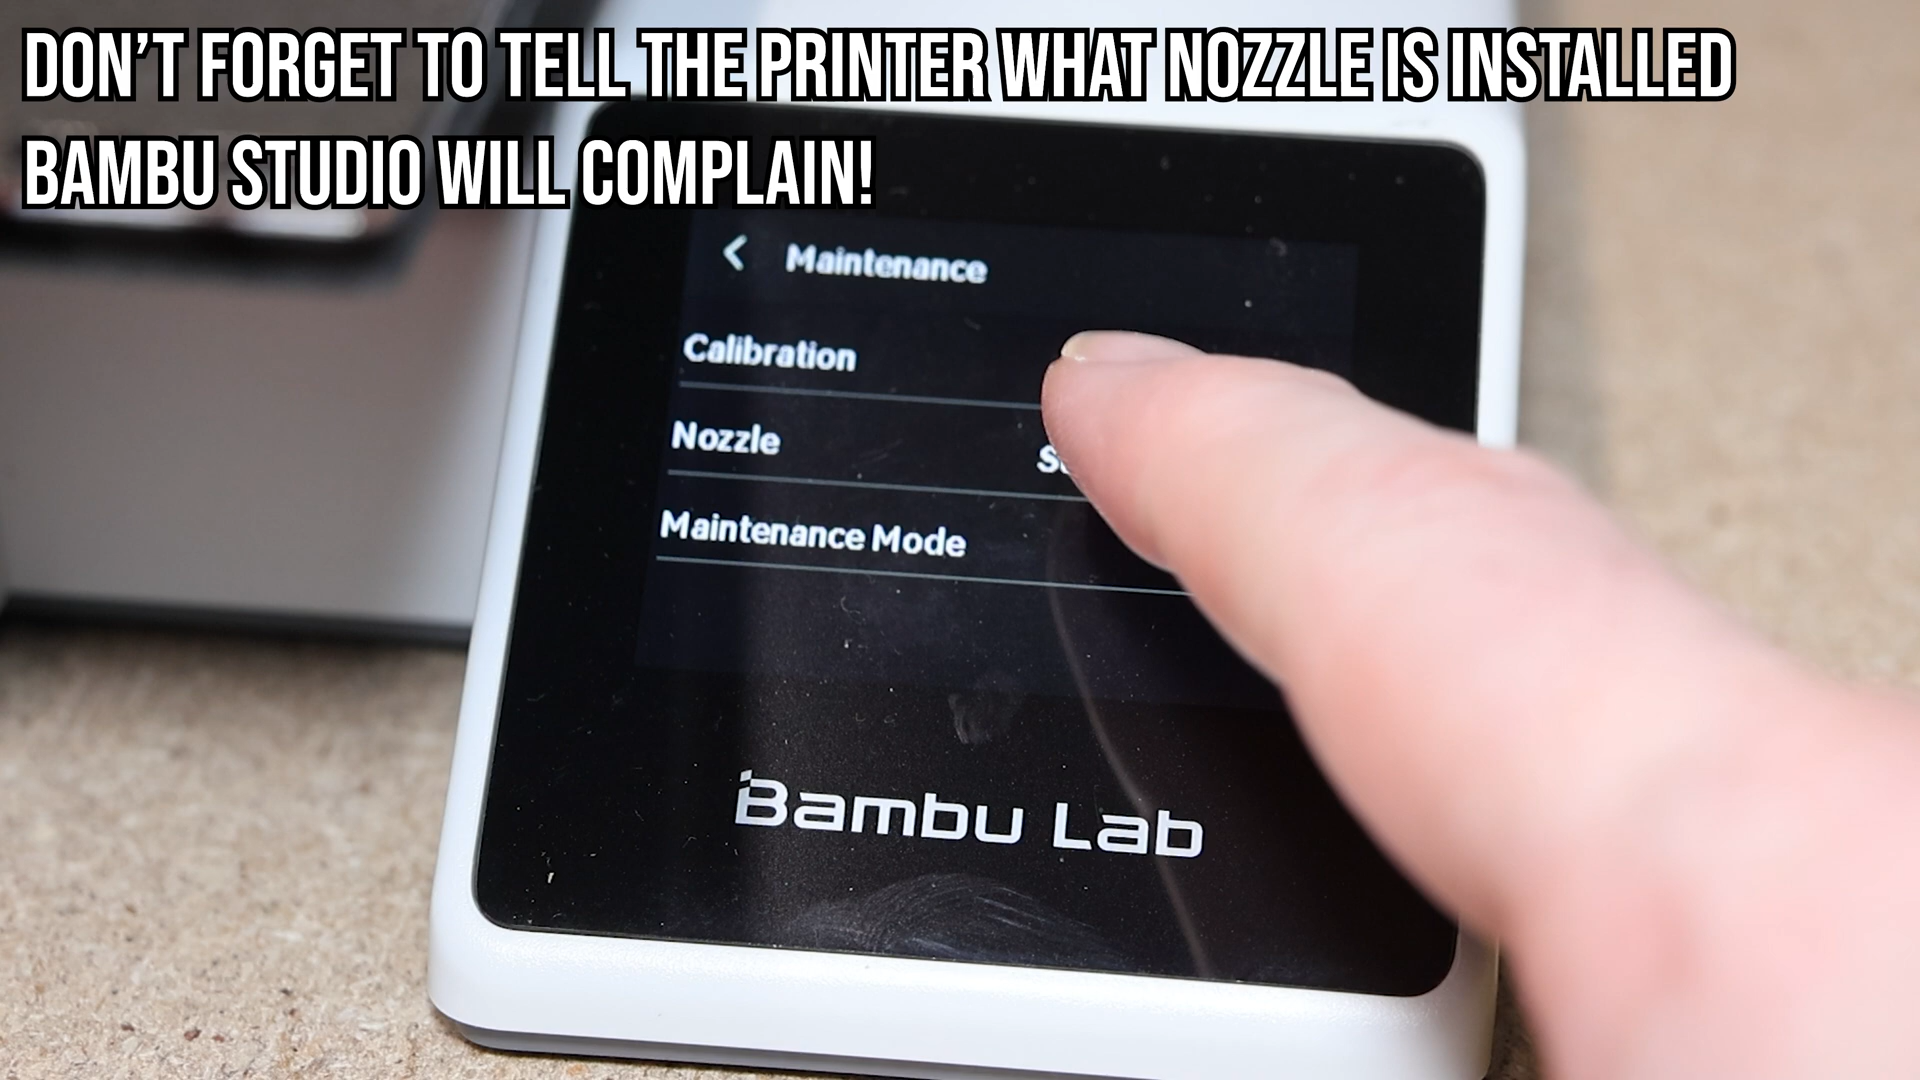 DON'T FORGET TO TELL THE PRINTER WHAT NOZZLE IS INSTALLED
BAMBU STUDIO WILL COMPLAIN!
Maintenance
Calibration
Nozzle
Maintenance Mode
Bambu Lab